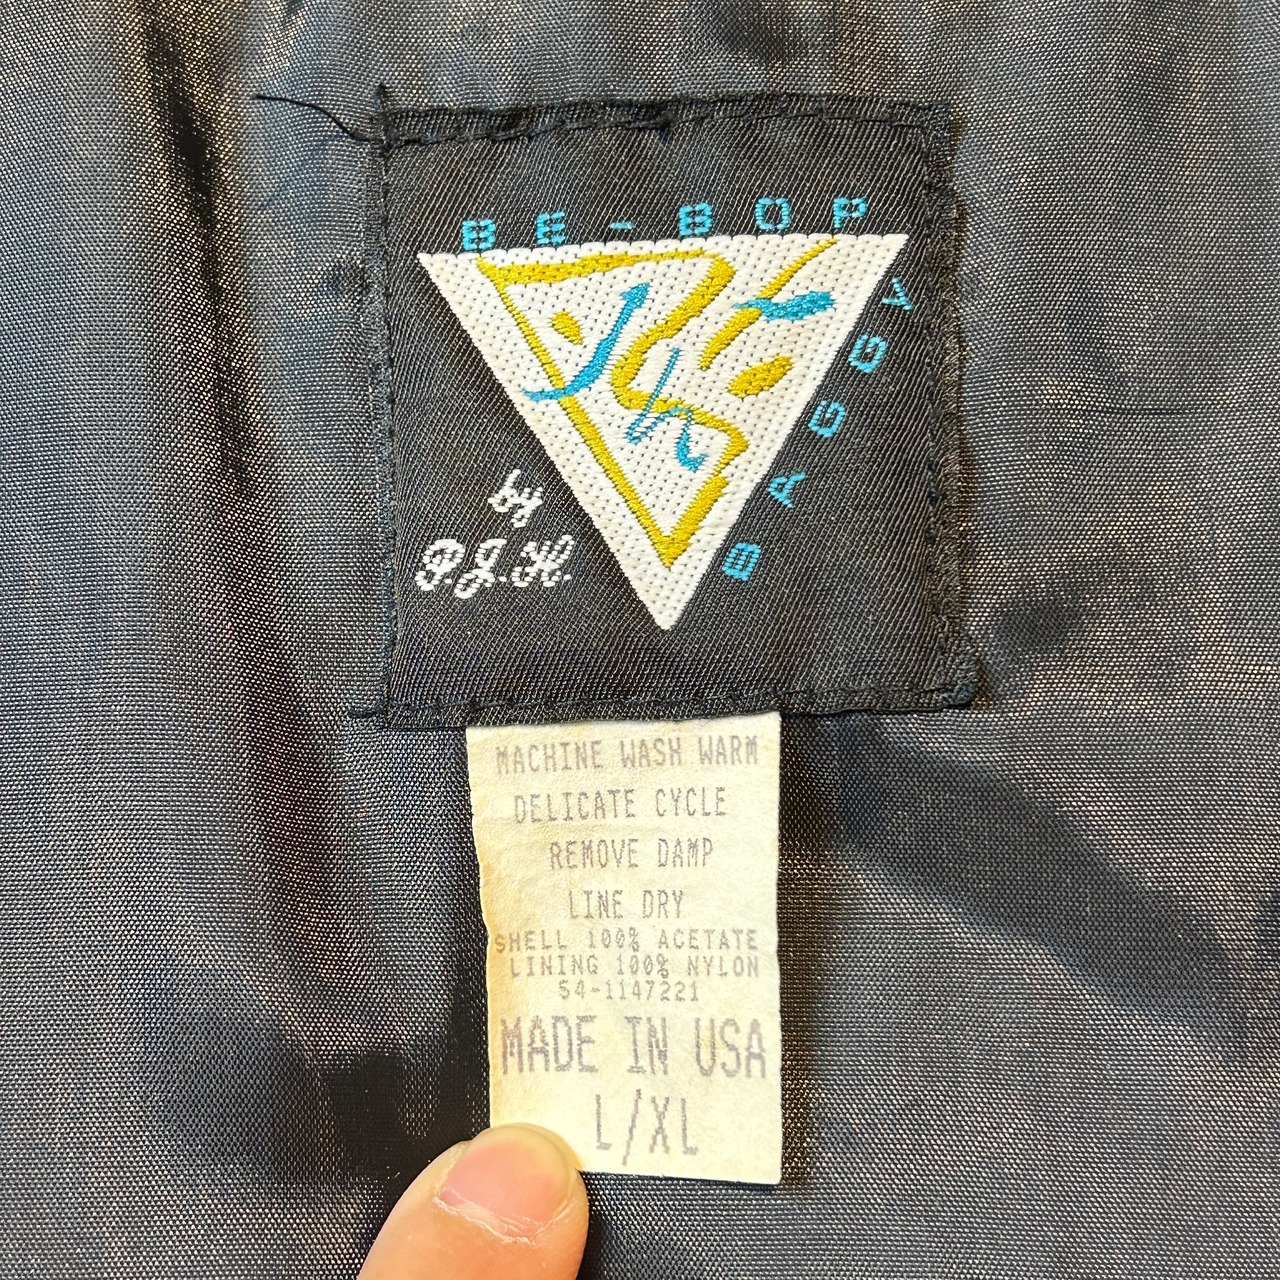 BE-BOP
BAGGY
by
P.J.H.
MACHINE WASH WARM
DELICATE CYCLE
REMOVE DAMP
LINE DRY
SHELL 100% ACETATE
LINING 100% NYLON
54-1147221
MADE IN USA
L/XL